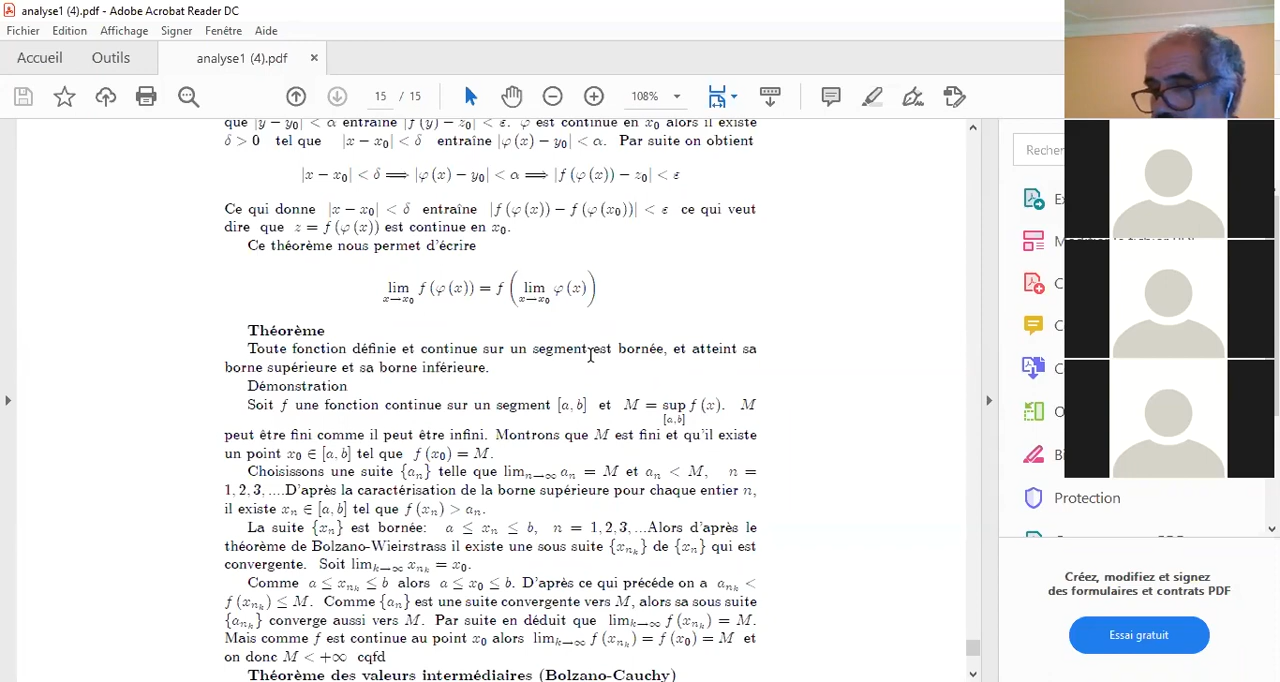 analyse1 (4).pdf - Adobe Acrobat Reader DC
Fichier Edition Affichage Signer Fenêtre Aide
Accueil Outils analyse1 (4).pdf ×
15 / 15 108%
que |y − y₀| < α entraîne |f (y) − z₀| < ε. φ est continue en x₀ alors il existe
δ > 0 tel que |x − x₀| < δ entraîne |φ (x) − y₀| < α. Par suite on obtient
|x − x₀| < δ ⟹ |φ (x) − y₀| < α ⟹ |f (φ (x)) − z₀| < ε
Ce qui donne |x − x₀| < δ entraîne |f (φ (x)) − f (φ (x₀))| < ε ce qui veut
dire que z = f (φ (x)) est continue en x₀.
Ce théorème nous permet d'écrire
lim x→x₀ f (φ (x)) = f ( lim x→x₀ φ (x) )
Théorème
Toute fonction définie et continue sur un segment est bornée, et atteint sa
borne supérieure et sa borne inférieure.
Démonstration
Soit f une fonction continue sur un segment [a, b] et M = sup [a,b] f (x). M
peut être fini comme il peut être infini. Montrons que M est fini et qu'il existe
un point x₀ ∈ [a, b] tel que f (x₀) = M.
Choisissons une suite {aₙ} telle que limₙ→∞ aₙ = M et aₙ < M, n =
1, 2, 3, ....D'après la caractérisation de la borne supérieure pour chaque entier n,
il existe xₙ ∈ [a, b] tel que f (xₙ) > aₙ.
La suite {xₙ} est bornée: a ≤ xₙ ≤ b, n = 1, 2, 3, ...Alors d'après le
théorème de Bolzano-Wierstrass il existe une sous suite {xₙₖ} de {xₙ} qui est
convergente. Soit limₖ→∞ xₙₖ = x₀.
Comme a ≤ xₙₖ ≤ b alors a ≤ x₀ ≤ b. D'après ce qui précéde on a aₙₖ <
f (xₙₖ) ≤ M. Comme {aₙ} est une suite convergente vers M, alors sa sous suite
{aₙₖ} converge aussi vers M. Par suite en déduit que limₖ→∞ f (xₙₖ) = M.
Mais comme f est continue au point x₀ alors limₖ→∞ f (xₙₖ) = f (x₀) = M et
on donc M < +∞ cqfd
Théorème des valeurs intermédiaires (Bolzano-Cauchy)
Protection
Créez, modifiez et signez
des formulaires et contrats PDF
Essai gratuit